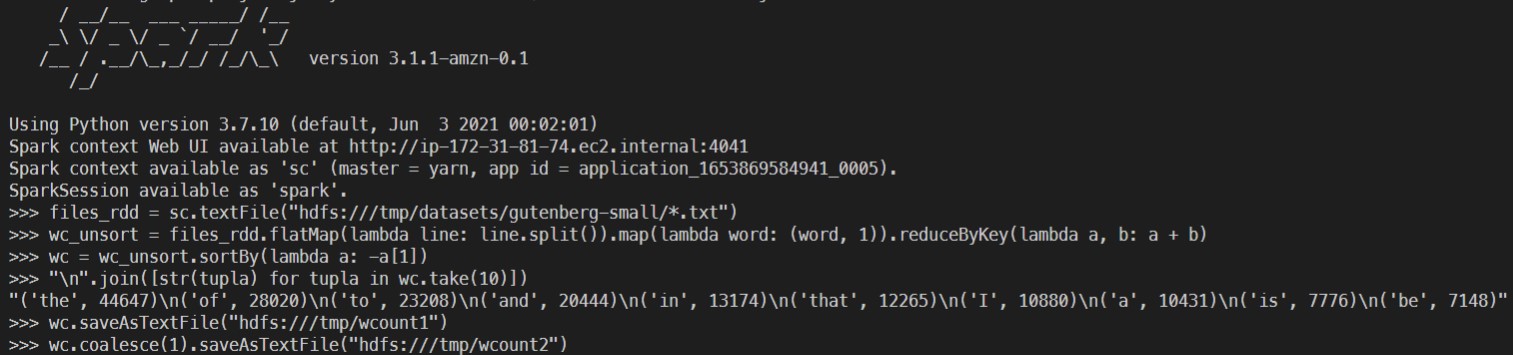 / __/__  ___ _____/ /__
   _\ \/ _ \/ _ `/ __/  '_/
  /__ / .__/\_,_/_/ /_/\_\   version 3.1.1-amzn-0.1
     /_/
Using Python version 3.7.10 (default, Jun  3 2021 00:02:01)
Spark context Web UI available at http://ip-172-31-81-74.ec2.internal:4041
Spark context available as 'sc' (master = yarn, app id = application_1653869584941_0005).
SparkSession available as 'spark'.
>>> files_rdd = sc.textFile("hdfs:///tmp/datasets/gutenberg-small/*.txt")
>>> wc_unsort = files_rdd.flatMap(lambda line: line.split()).map(lambda word: (word, 1)).reduceByKey(lambda a, b: a + b)
>>> wc = wc_unsort.sortBy(lambda a: -a[1])
>>> "\n".join([str(tupla) for tupla in wc.take(10)])
"('the', 44647)\n('of', 28020)\n('to', 23208)\n('and', 20444)\n('in', 13174)\n('that', 12265)\n('I', 10880)\n('a', 10431)\n('is', 7776)\n('be', 7148)"
>>> wc.saveAsTextFile("hdfs:///tmp/wcount1")
>>> wc.coalesce(1).saveAsTextFile("hdfs:///tmp/wcount2")